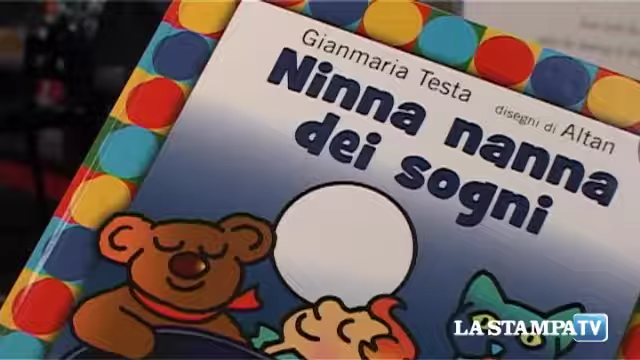 Gianmaria Testa
Ninna nanna
dei sogni
disegni di Altan
LA STAMPA TV